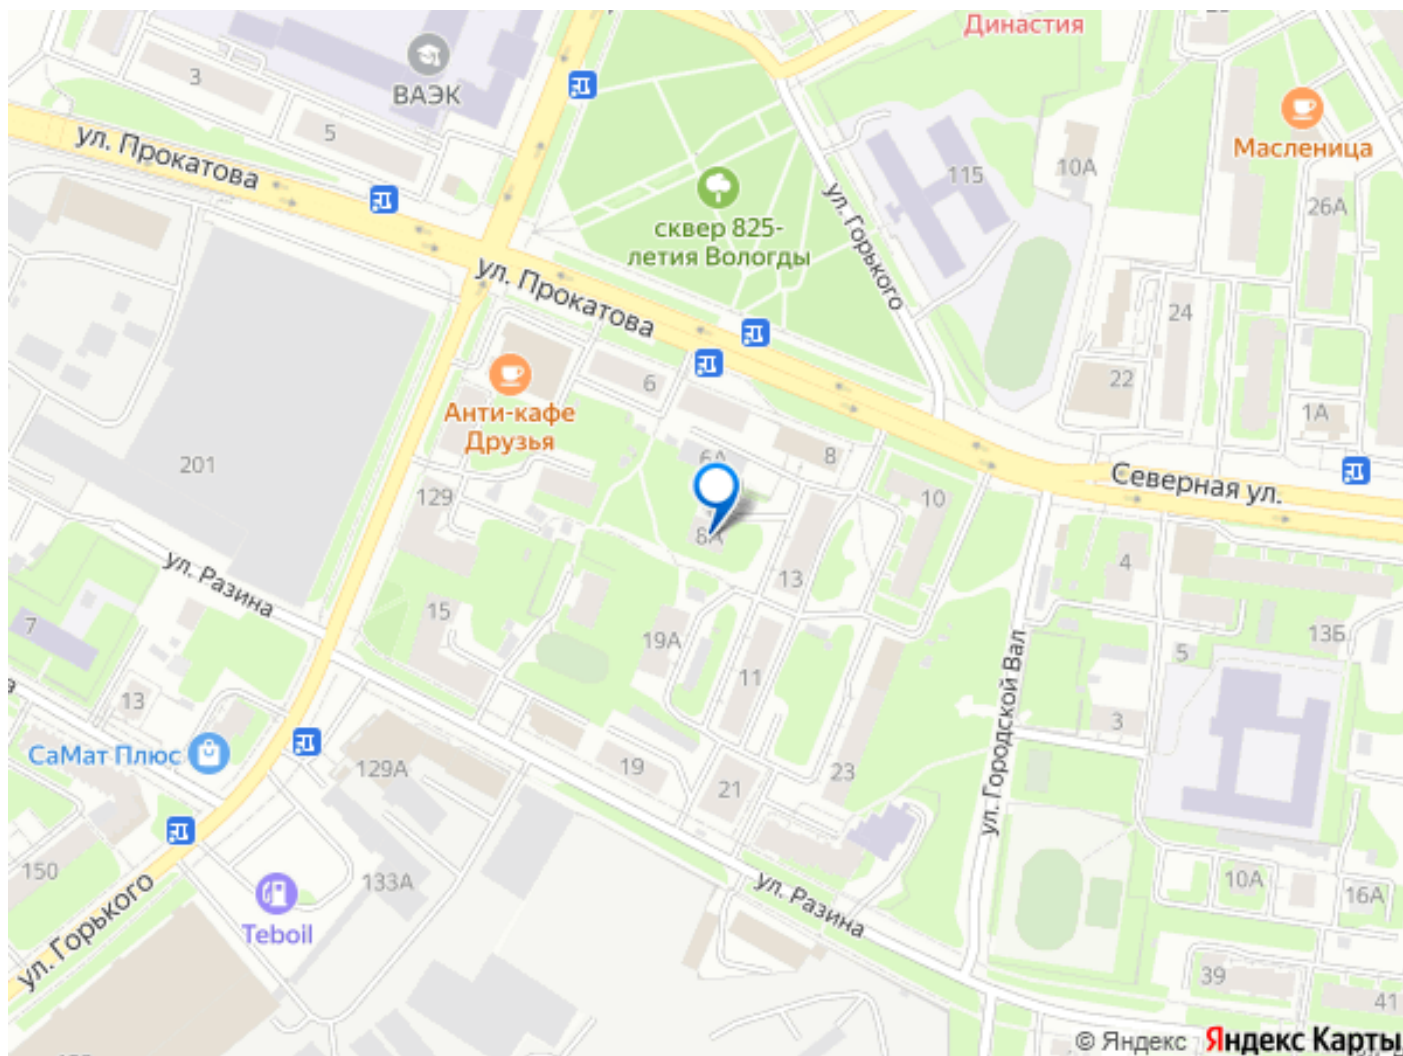 Династия
ВАЭК
3
5
ул. Прокатова
Масленица
10А
115
26А
сквер 825-
летия Вологды
ул. Горького
ул. Прокатова
24
22
1А
6
Анти-кафе
Друзья
6А
8
201
129
10
Северная ул.
8А
13
4
ул. Разина
7
15
19А
13Б
5
11
13
3
СаМат Плюс
129А
19
21
23
ул. Городской Вал
150
133А
10А
16А
ул. Разина
Teboil
ул. Горького
39
41
© Яндекс Яндекс Карты